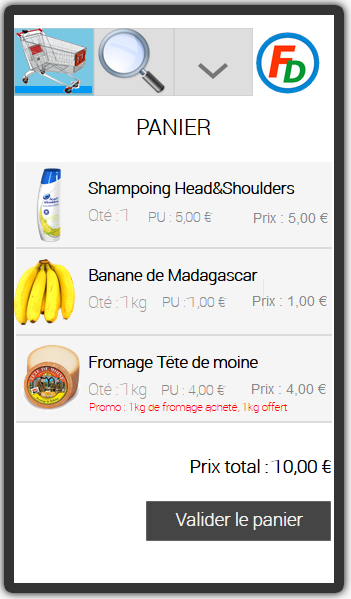 FD
PANIER
Shampoing Head&Shoulders
Qté : 1 PU : 5,00 € Prix : 5,00 €
Banane de Madagascar
Qté : 1kg PU : 1,00 € Prix : 1,00 €
Fromage Tête de moine
Qté : 1kg PU : 4,00 € Prix : 4,00 €
Promo : 1kg de fromage acheté, 1kg offert
Prix total : 10,00 €
Valider le panier